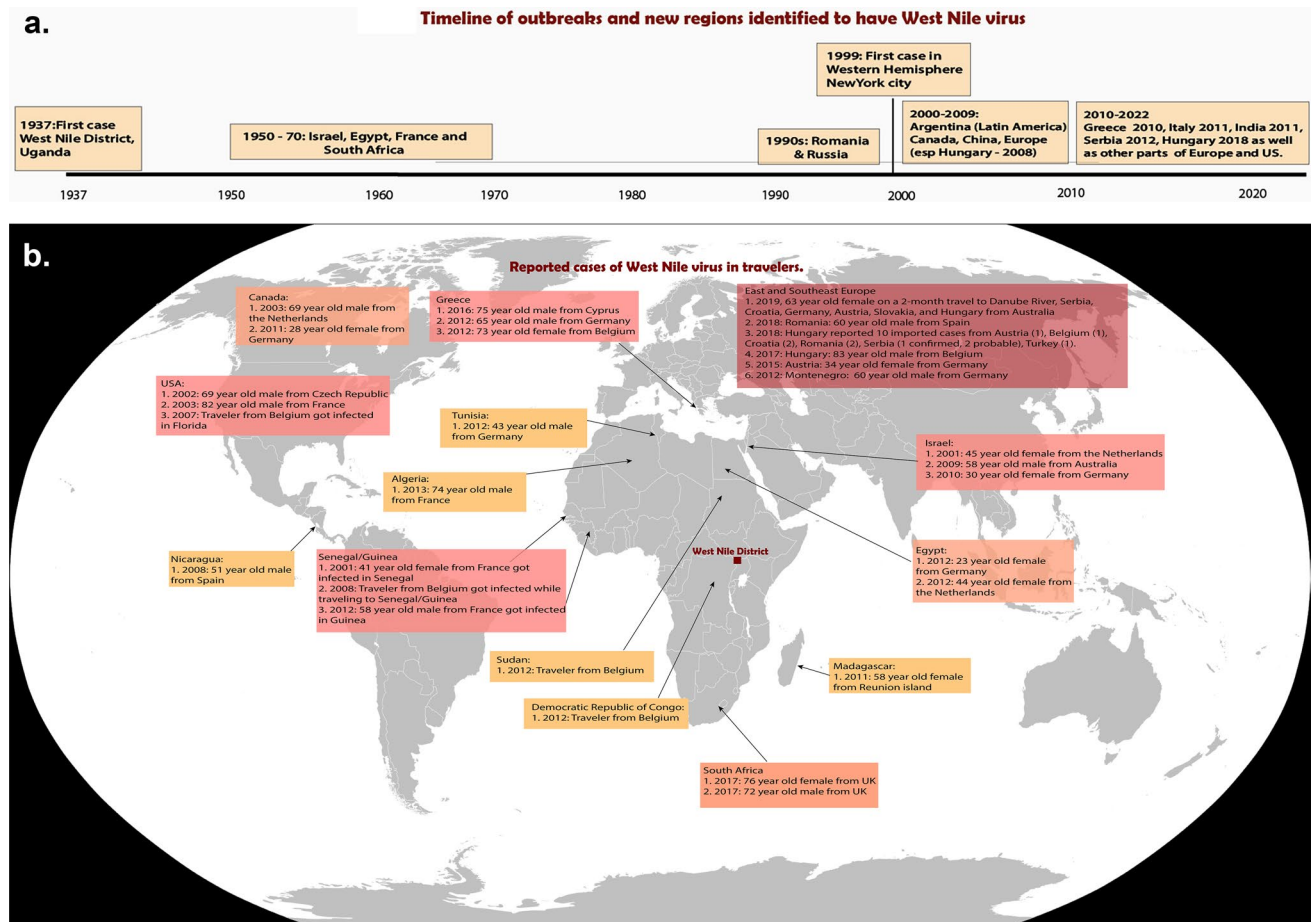 a.
Timeline of outbreaks and new regions identified to have West Nile virus
1937:First case
West Nile District,
Uganda
1950 - 70: Israel, Egypt, France and
South Africa
1990s: Romania
& Russia
1999: First case in
Western Hemisphere
NewYork city
2000-2009:
Argentina (Latin America)
Canada, China, Europe
(esp Hungary - 2008)
2010-2022
Greece 2010, Italy 2011, India 2011,
Serbia 2012, Hungary 2018 as well
as other parts of Europe and US.
1937
1950
1960
1970
1980
1990
2000
2010
2020
b.
Reported cases of West Nile virus in travelers.
Canada:
1. 2003: 69 year old male from
the Netherlands
2. 2011: 28 year old female from
Germany
Greece
1. 2016: 75 year old male from Cyprus
2. 2012: 65 year old male from Germany
3. 2012: 73 year old female from Belgium
East and Southeast Europe
1. 2019, 63 year old female on a 2-month travel to Danube River, Serbia,
Croatia, Germany, Austria, Slovakia, and Hungary from Australia
2. 2018: Romania: 60 year old male from Spain
3. 2018: Hungary reported 10 imported cases from Austria (1), Belgium (1),
Croatia (2), Romania (2), Serbia (1 confirmed, 2 probable), Turkey (1).
4. 2017: Hungary: 83 year old male from Belgium
5. 2015: Austria: 34 year old female from Germany
6. 2012: Montenegro: 60 year old male from Germany
USA:
1. 2002: 69 year old male from Czech Republic
2. 2003: 82 year old male from France
3. 2007: Traveler from Belgium got infected
in Florida
Tunisia:
1. 2012: 43 year old male
from Germany
Israel:
1. 2001: 45 year old female from the Netherlands
2. 2009: 58 year old male from Australia
3. 2010: 30 year old female from Germany
Algeria:
1. 2013: 74 year old male
from France
Nicaragua:
1. 2008: 51 year old male
from Spain
Senegal/Guinea
1. 2001: 41 year old female from France got
infected in Senegal
2. 2008: Traveler from Belgium got infected while
traveling to Senegal/Guinea
3. 2012: 58 year old male from France got infected
in Guinea
West Nile District
Egypt:
1. 2012: 23 year old female
from Germany
2. 2012: 44 year old female from
the Netherlands
Sudan:
1. 2012: Traveler from Belgium
Madagascar:
1. 2011: 58 year old female
from Reunion island
Democratic Republic of Congo:
1. 2012: Traveler from Belgium
South Africa
1. 2017: 76 year old female from UK
2. 2017: 72 year old male from UK